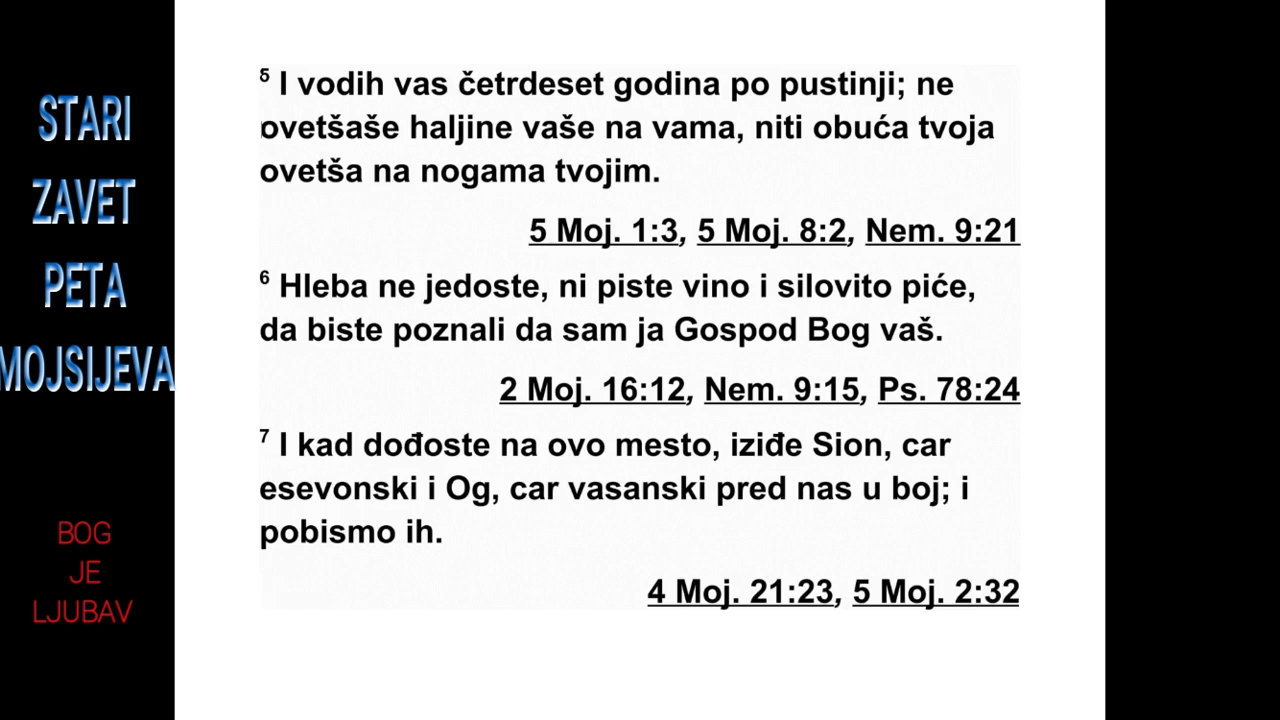 STARI
ZAVET
PETA
MOJSIJEVA
BOG
JE
LJUBAV
5 I vodih vas četrdeset godina po pustinji; ne
ovetšaše haljine vaše na vama, niti obuća tvoja
ovetša na nogama tvojim.
5 Moj. 1:3, 5 Moj. 8:2, Nem. 9:21
6 Hleba ne jedoste, ni piste vino i silovito piće,
da biste poznali da sam ja Gospod Bog vaš.
2 Moj. 16:12, Nem. 9:15, Ps. 78:24
7 I kad dođoste na ovo mesto, iziđe Sion, car
esevonski i Og, car vasanski pred nas u boj; i
pobismo ih.
4 Moj. 21:23, 5 Moj. 2:32